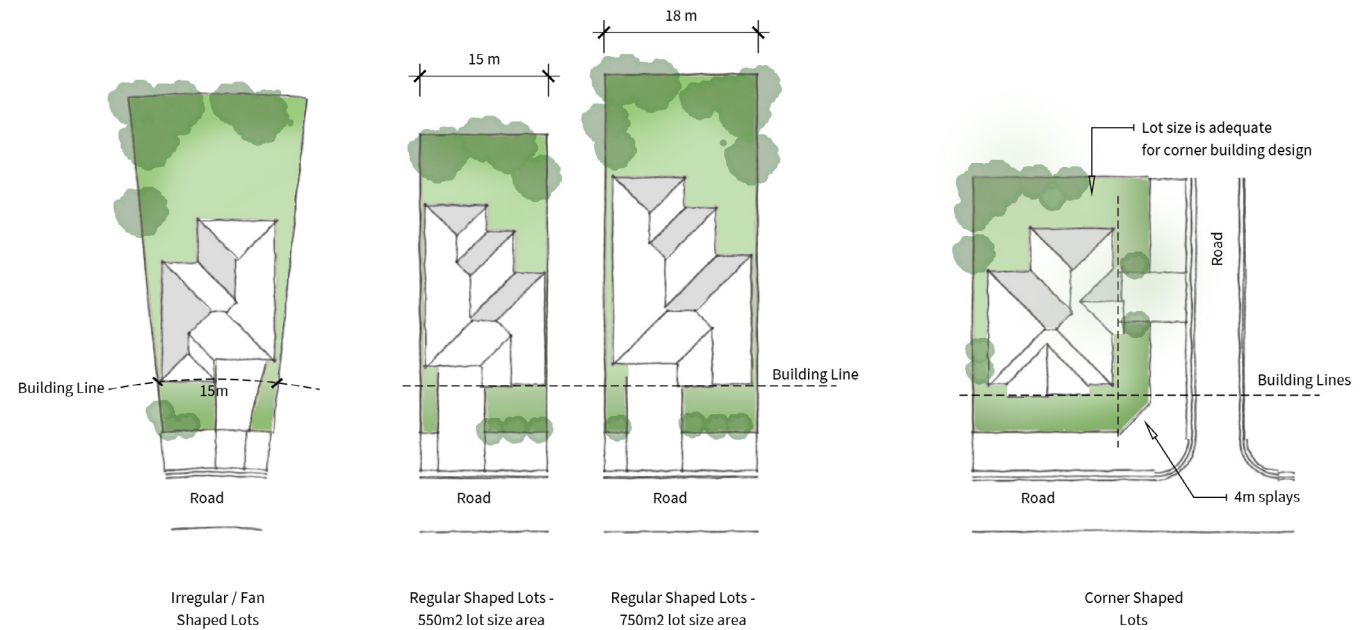 18 m
15 m
Lot size is adequate
for corner building design
Road
Building Line
15m
Building Line
Building Lines
Road
Road
Road
Road
4m splays
Irregular / Fan
Shaped Lots
Regular Shaped Lots -
550m2 lot size area
Regular Shaped Lots -
750m2 lot size area
Corner Shaped
Lots